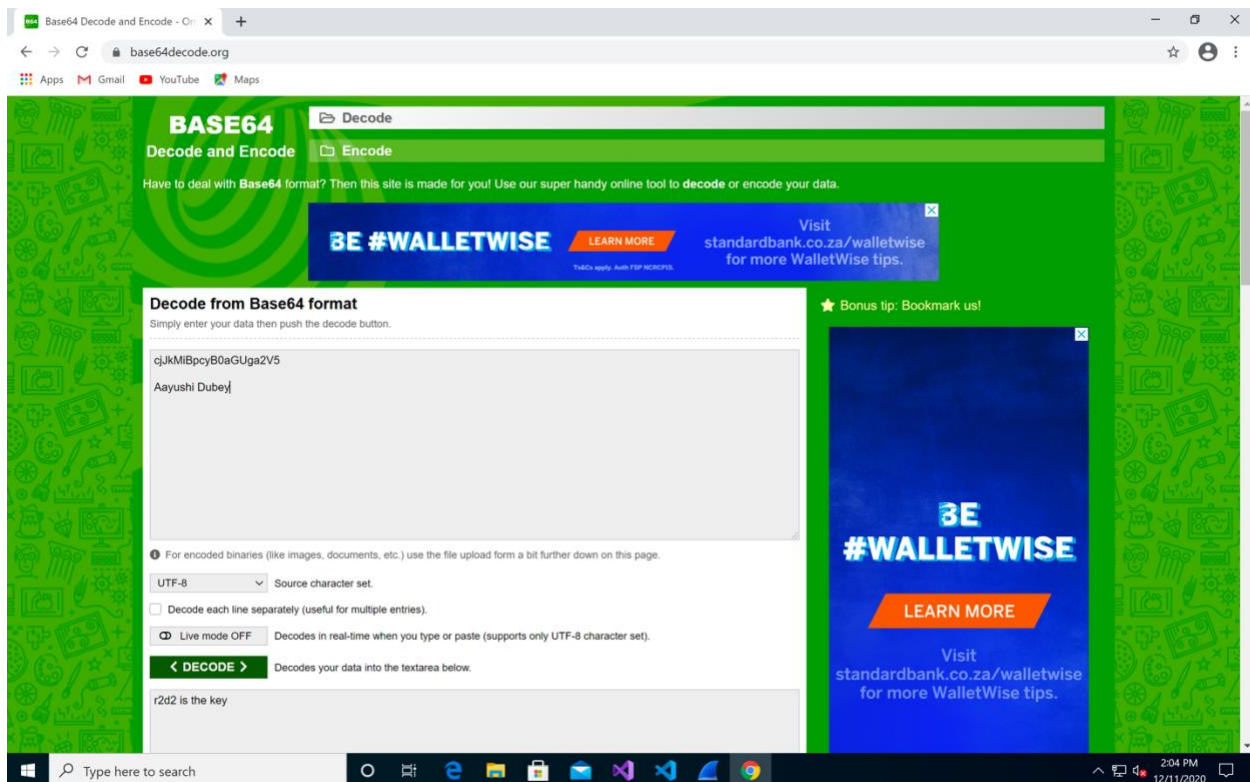 Base64 Decode and Encode - On
base64decode.org
Apps Gmail YouTube Maps
BASE64
Decode and Encode
Decode
Encode
Have to deal with Base64 format? Then this site is made for you! Use our super handy online tool to decode or encode your data.
BE #WALLETWISE
LEARN MORE
Ts&Cs apply. Auth FSP NCRCP15.
Visit
standardbank.co.za/walletwise
for more WalletWise tips.
Decode from Base64 format
Simply enter your data then push the decode button.
cjJkMiBpcyB0aGUga2V5
Aayushi Dubey
For encoded binaries (like images, documents, etc.) use the file upload form a bit further down on this page.
UTF-8 Source character set.
Decode each line separately (useful for multiple entries).
Live mode OFF Decodes in real-time when you type or paste (supports only UTF-8 character set).
< DECODE > Decodes your data into the textarea below.
r2d2 is the key
Bonus tip: Bookmark us!
BE
#WALLETWISE
LEARN MORE
Visit
standardbank.co.za/walletwise
for more WalletWise tips.
Type here to search
2:04 PM
12/11/2020